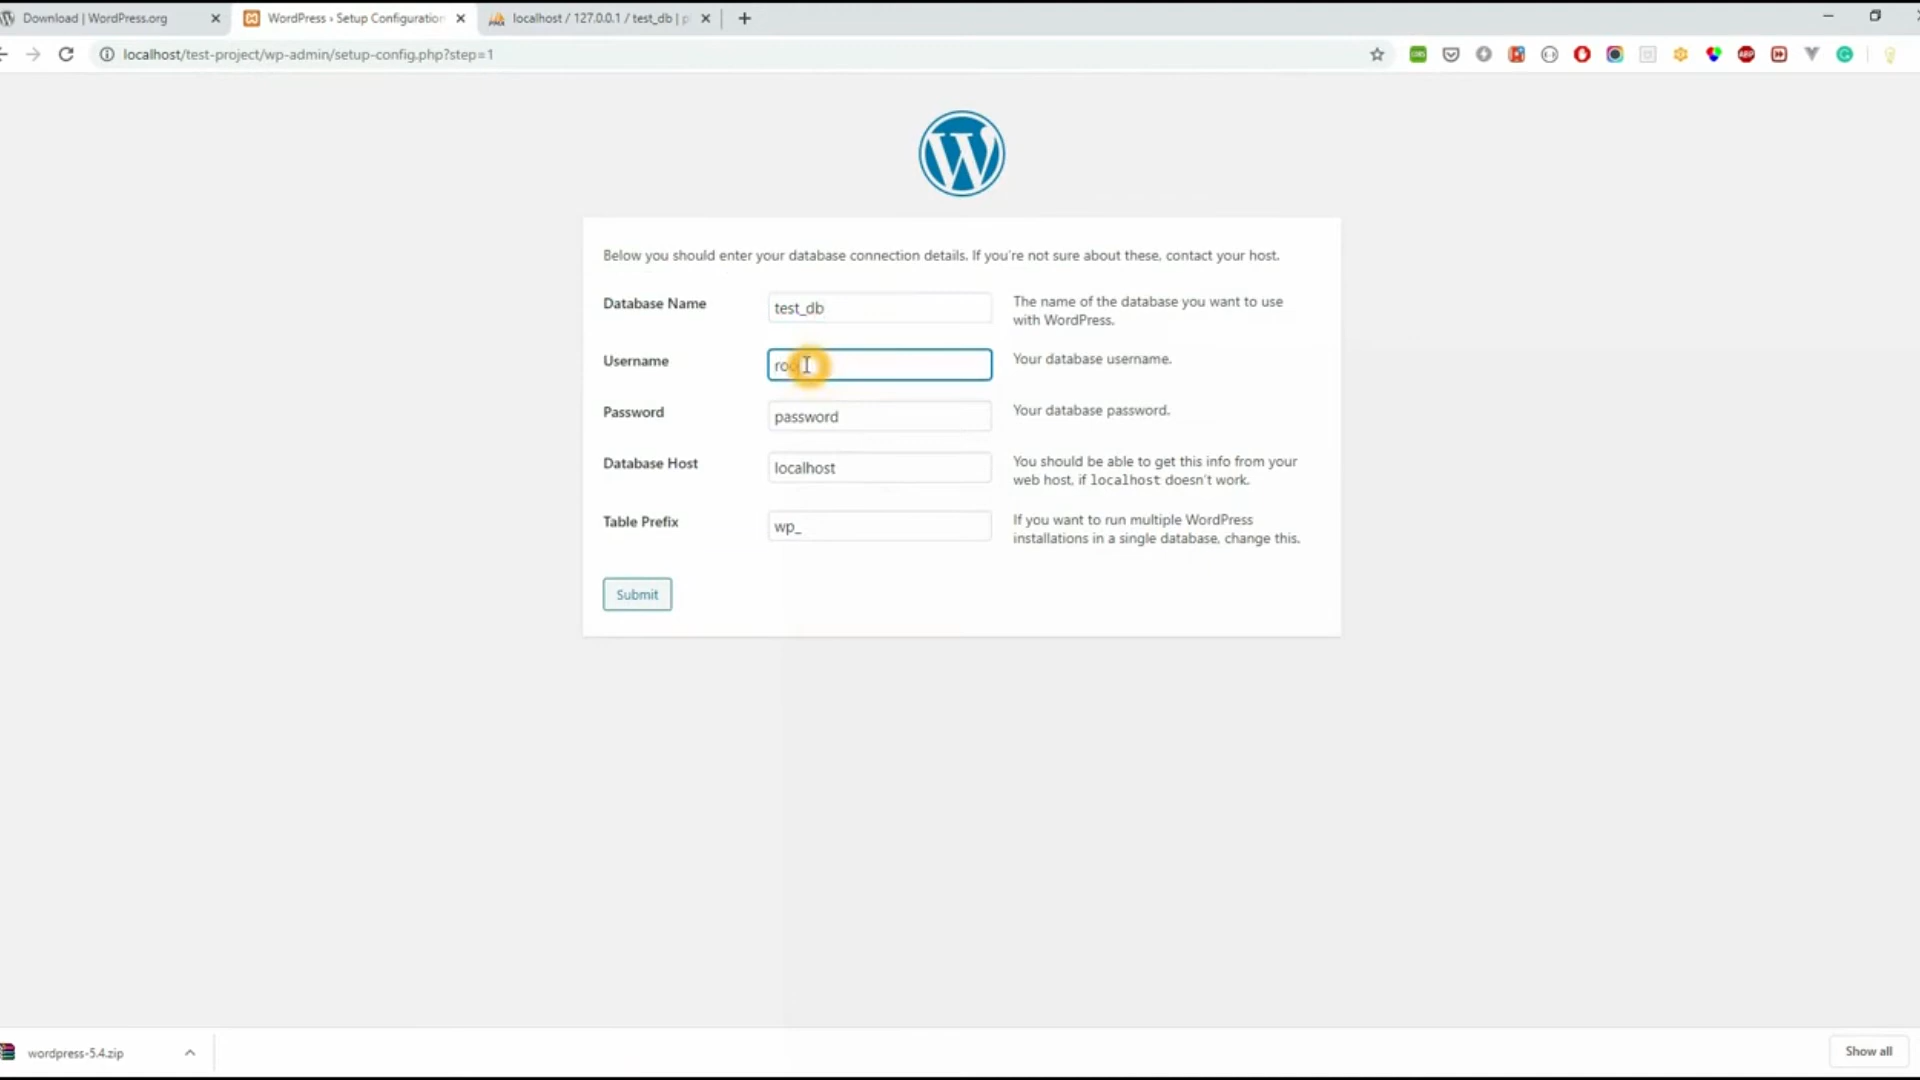 Download | WordPress.org
WordPress › Setup Configuration
localhost / 127.0.0.1 / test_db | p
localhost/test-project/wp-admin/setup-config.php?step=1
Below you should enter your database connection details. If you're not sure about these, contact your host.
Database Name
test_db
The name of the database you want to use
with WordPress.
Username
Your database username.
Password
password
Your database password.
Database Host
localhost
You should be able to get this info from your
web host, if localhost doesn't work.
Table Prefix
wp_
If you want to run multiple WordPress
installations in a single database, change this.
Submit
wordpress-5.4.zip
Show all